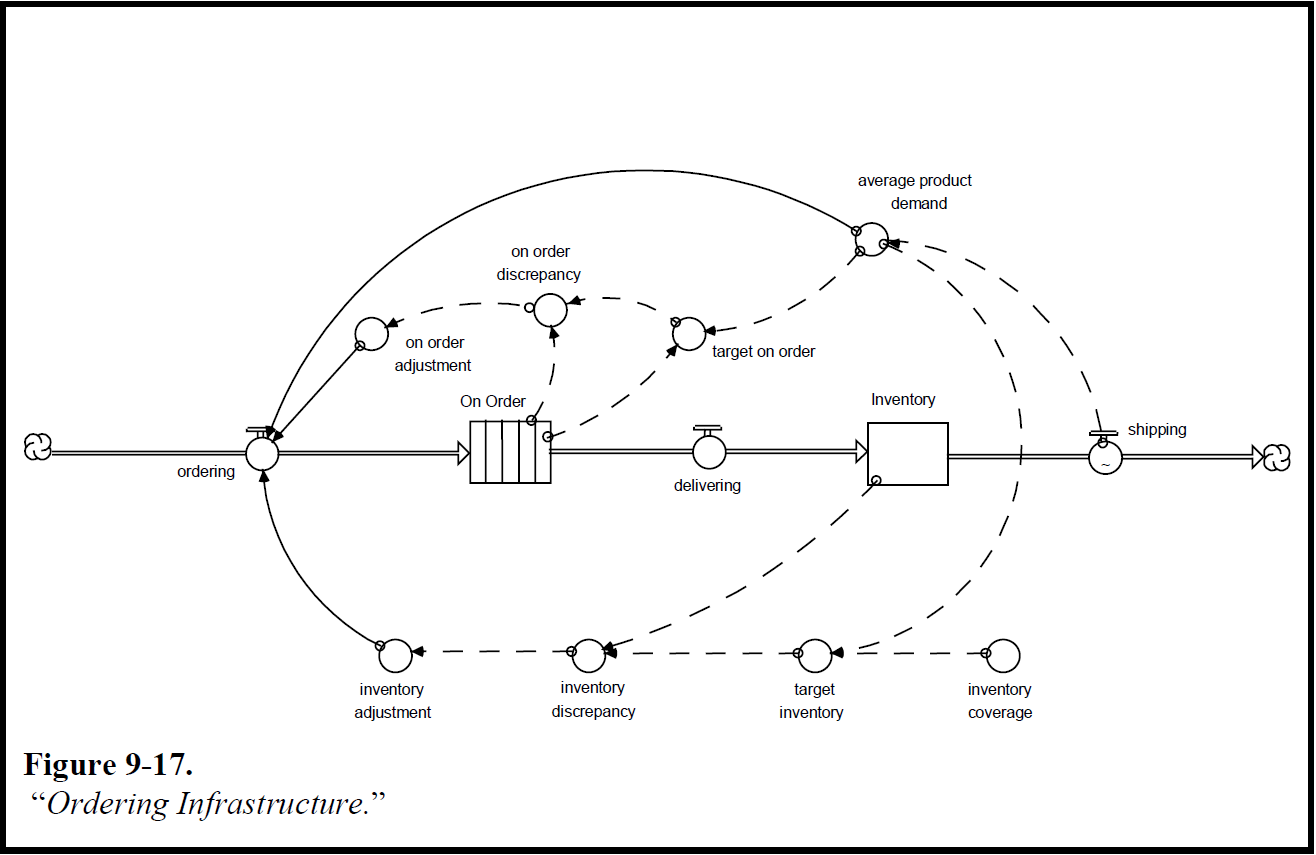 average product
demand
on order
discrepancy
on order
adjustment
target on order
On Order
Inventory
shipping
~
ordering
delivering
inventory
adjustment
inventory
discrepancy
target
inventory
inventory
coverage
Figure 9-17.
“Ordering Infrastructure.”